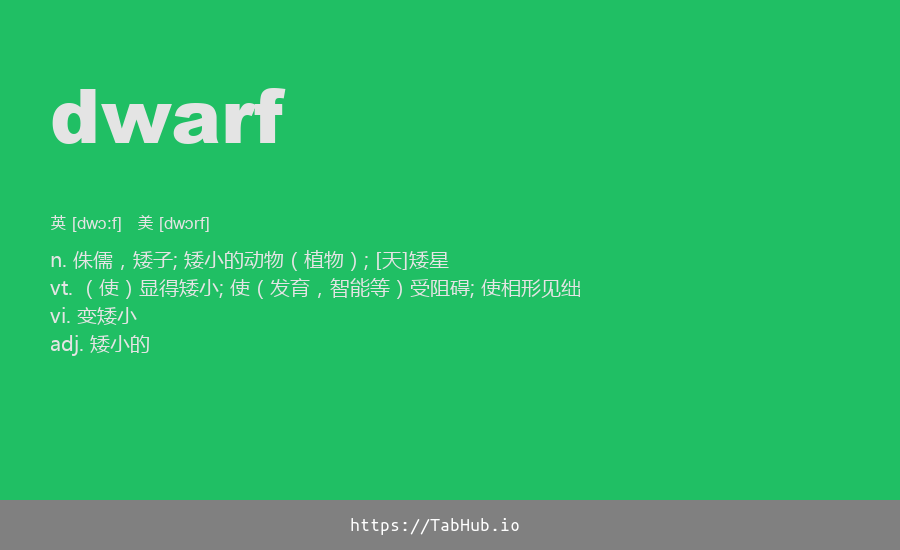 dwarf
英 [dwɔːf] 美 [dwɔrf]
n. 侏儒，矮子; 矮小的动物（植物）; [天]矮星
vt. （使）显得矮小; 使（发育，智能等）受阻碍; 使相形见绌
vi. 变矮小
adj. 矮小的
https://TabHub.io